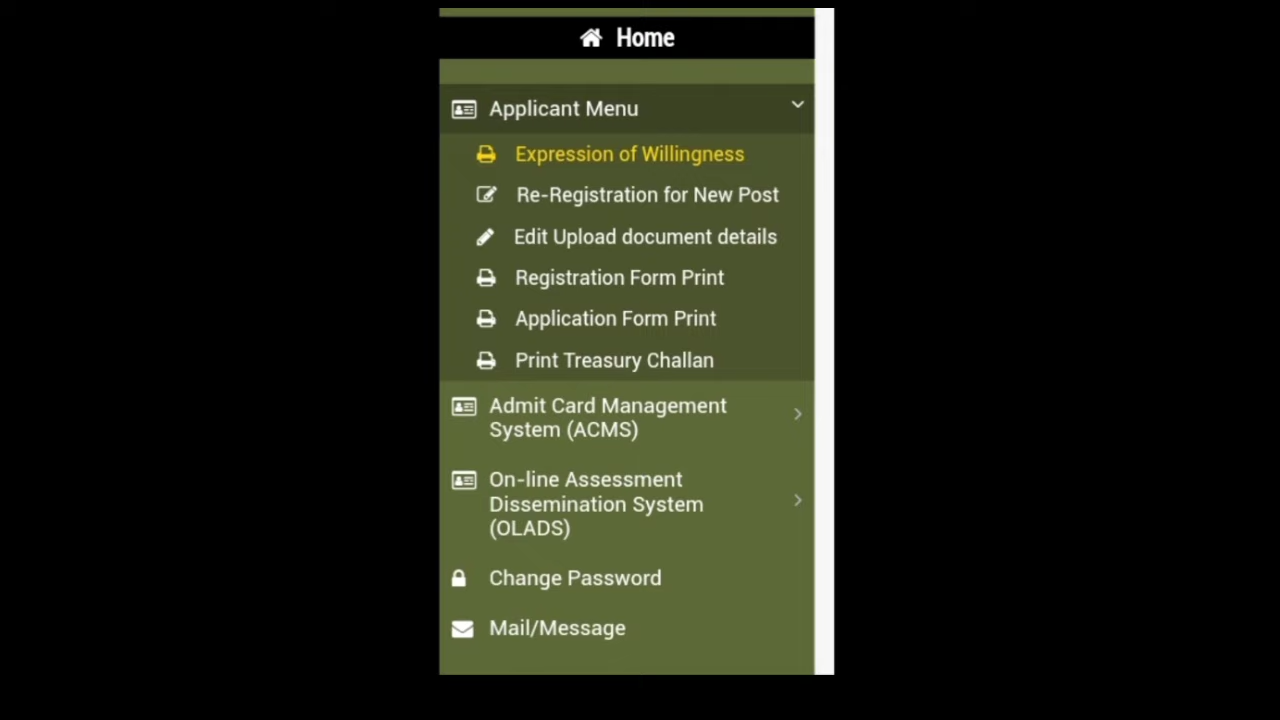 Home
Applicant Menu
Expression of Willingness
Re-Registration for New Post
Edit Upload document details
Registration Form Print
Application Form Print
Print Treasury Challan
Admit Card Management
System (ACMS)
On-line Assessment
Dissemination System
(OLADS)
Change Password
Mail/Message